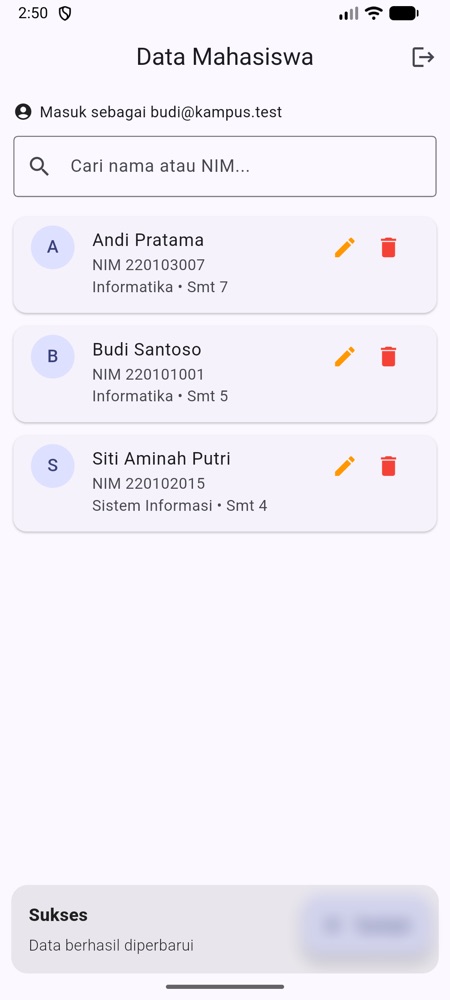 2:50
Data Mahasiswa
Masuk sebagai budi@kampus.test
Cari nama atau NIM...
A
Andi Pratama
NIM 220103007
Informatika • Smt 7
B
Budi Santoso
NIM 220101001
Informatika • Smt 5
S
Siti Aminah Putri
NIM 220102015
Sistem Informasi • Smt 4
Sukses
Data berhasil diperbarui